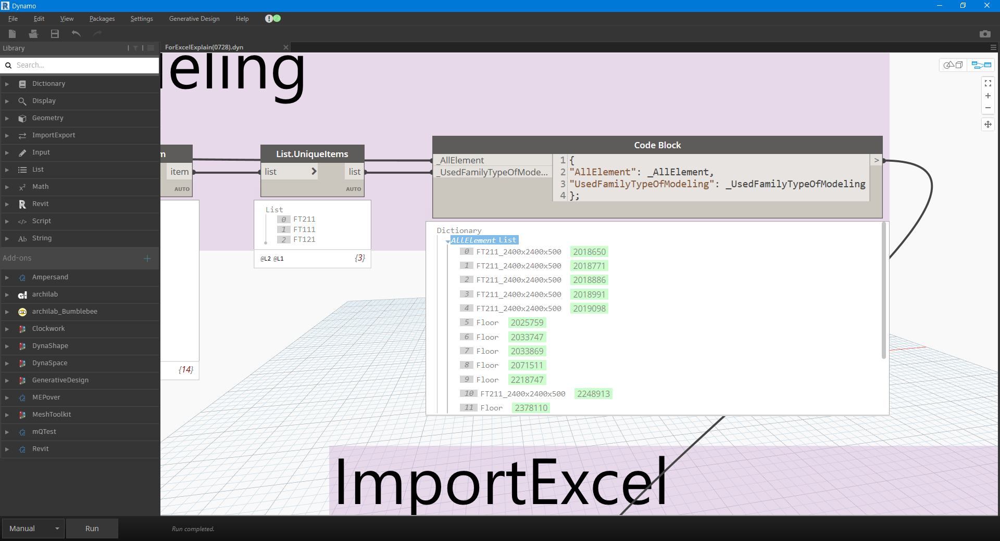 Dynamo
File Edit View Packages Settings Generative Design Help
Library
ForExcelExplain(0728).dyn
Search...
Dictionary
Display
Geometry
ImportExport
Input
List
Math
Revit
Script
String
Add-ons
Ampersand
archilab
archilab_Bumblebee
Clockwork
DynaShape
DynaSpace
GenerativeDesign
MEPover
MeshToolkit
mQTest
Revit
deling
m
item
AUTO
{14}
List.UniqueItems
list > list
AUTO
List
0 FT211
1 FT111
2 FT121
@L2 @L1 {3}
Code Block
_AllElement
_UsedFamilyTypeOfMode...
1 {
2 "AllElement": _AllElement,
3 "UsedFamilyTypeOfModeling": _UsedFamilyTypeOfModeling
4 };
>
Dictionary
AllElement List
0 FT211_2400x2400x500 2018650
1 FT211_2400x2400x500 2018771
2 FT211_2400x2400x500 2018886
3 FT211_2400x2400x500 2018991
4 FT211_2400x2400x500 2019098
5 Floor 2025759
6 Floor 2033747
7 Floor 2033869
8 Floor 2071511
9 Floor 2218747
10 FT211_2400x2400x500 2248913
11 Floor 2378110
ImportExcel
Manual
Run
Run completed.